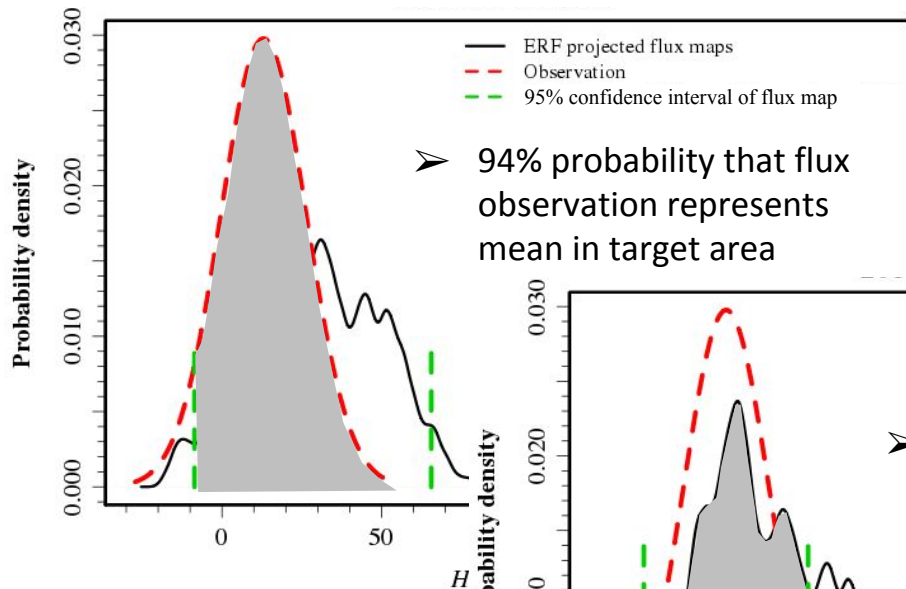 0.030
0.020
0.010
0.000
Probability density
0
50
H
ERF projected flux maps
Observation
95% confidence interval of flux map
➢ 94% probability that flux
observation represents
mean in target area
0.030
0.020
0
bability density
➢